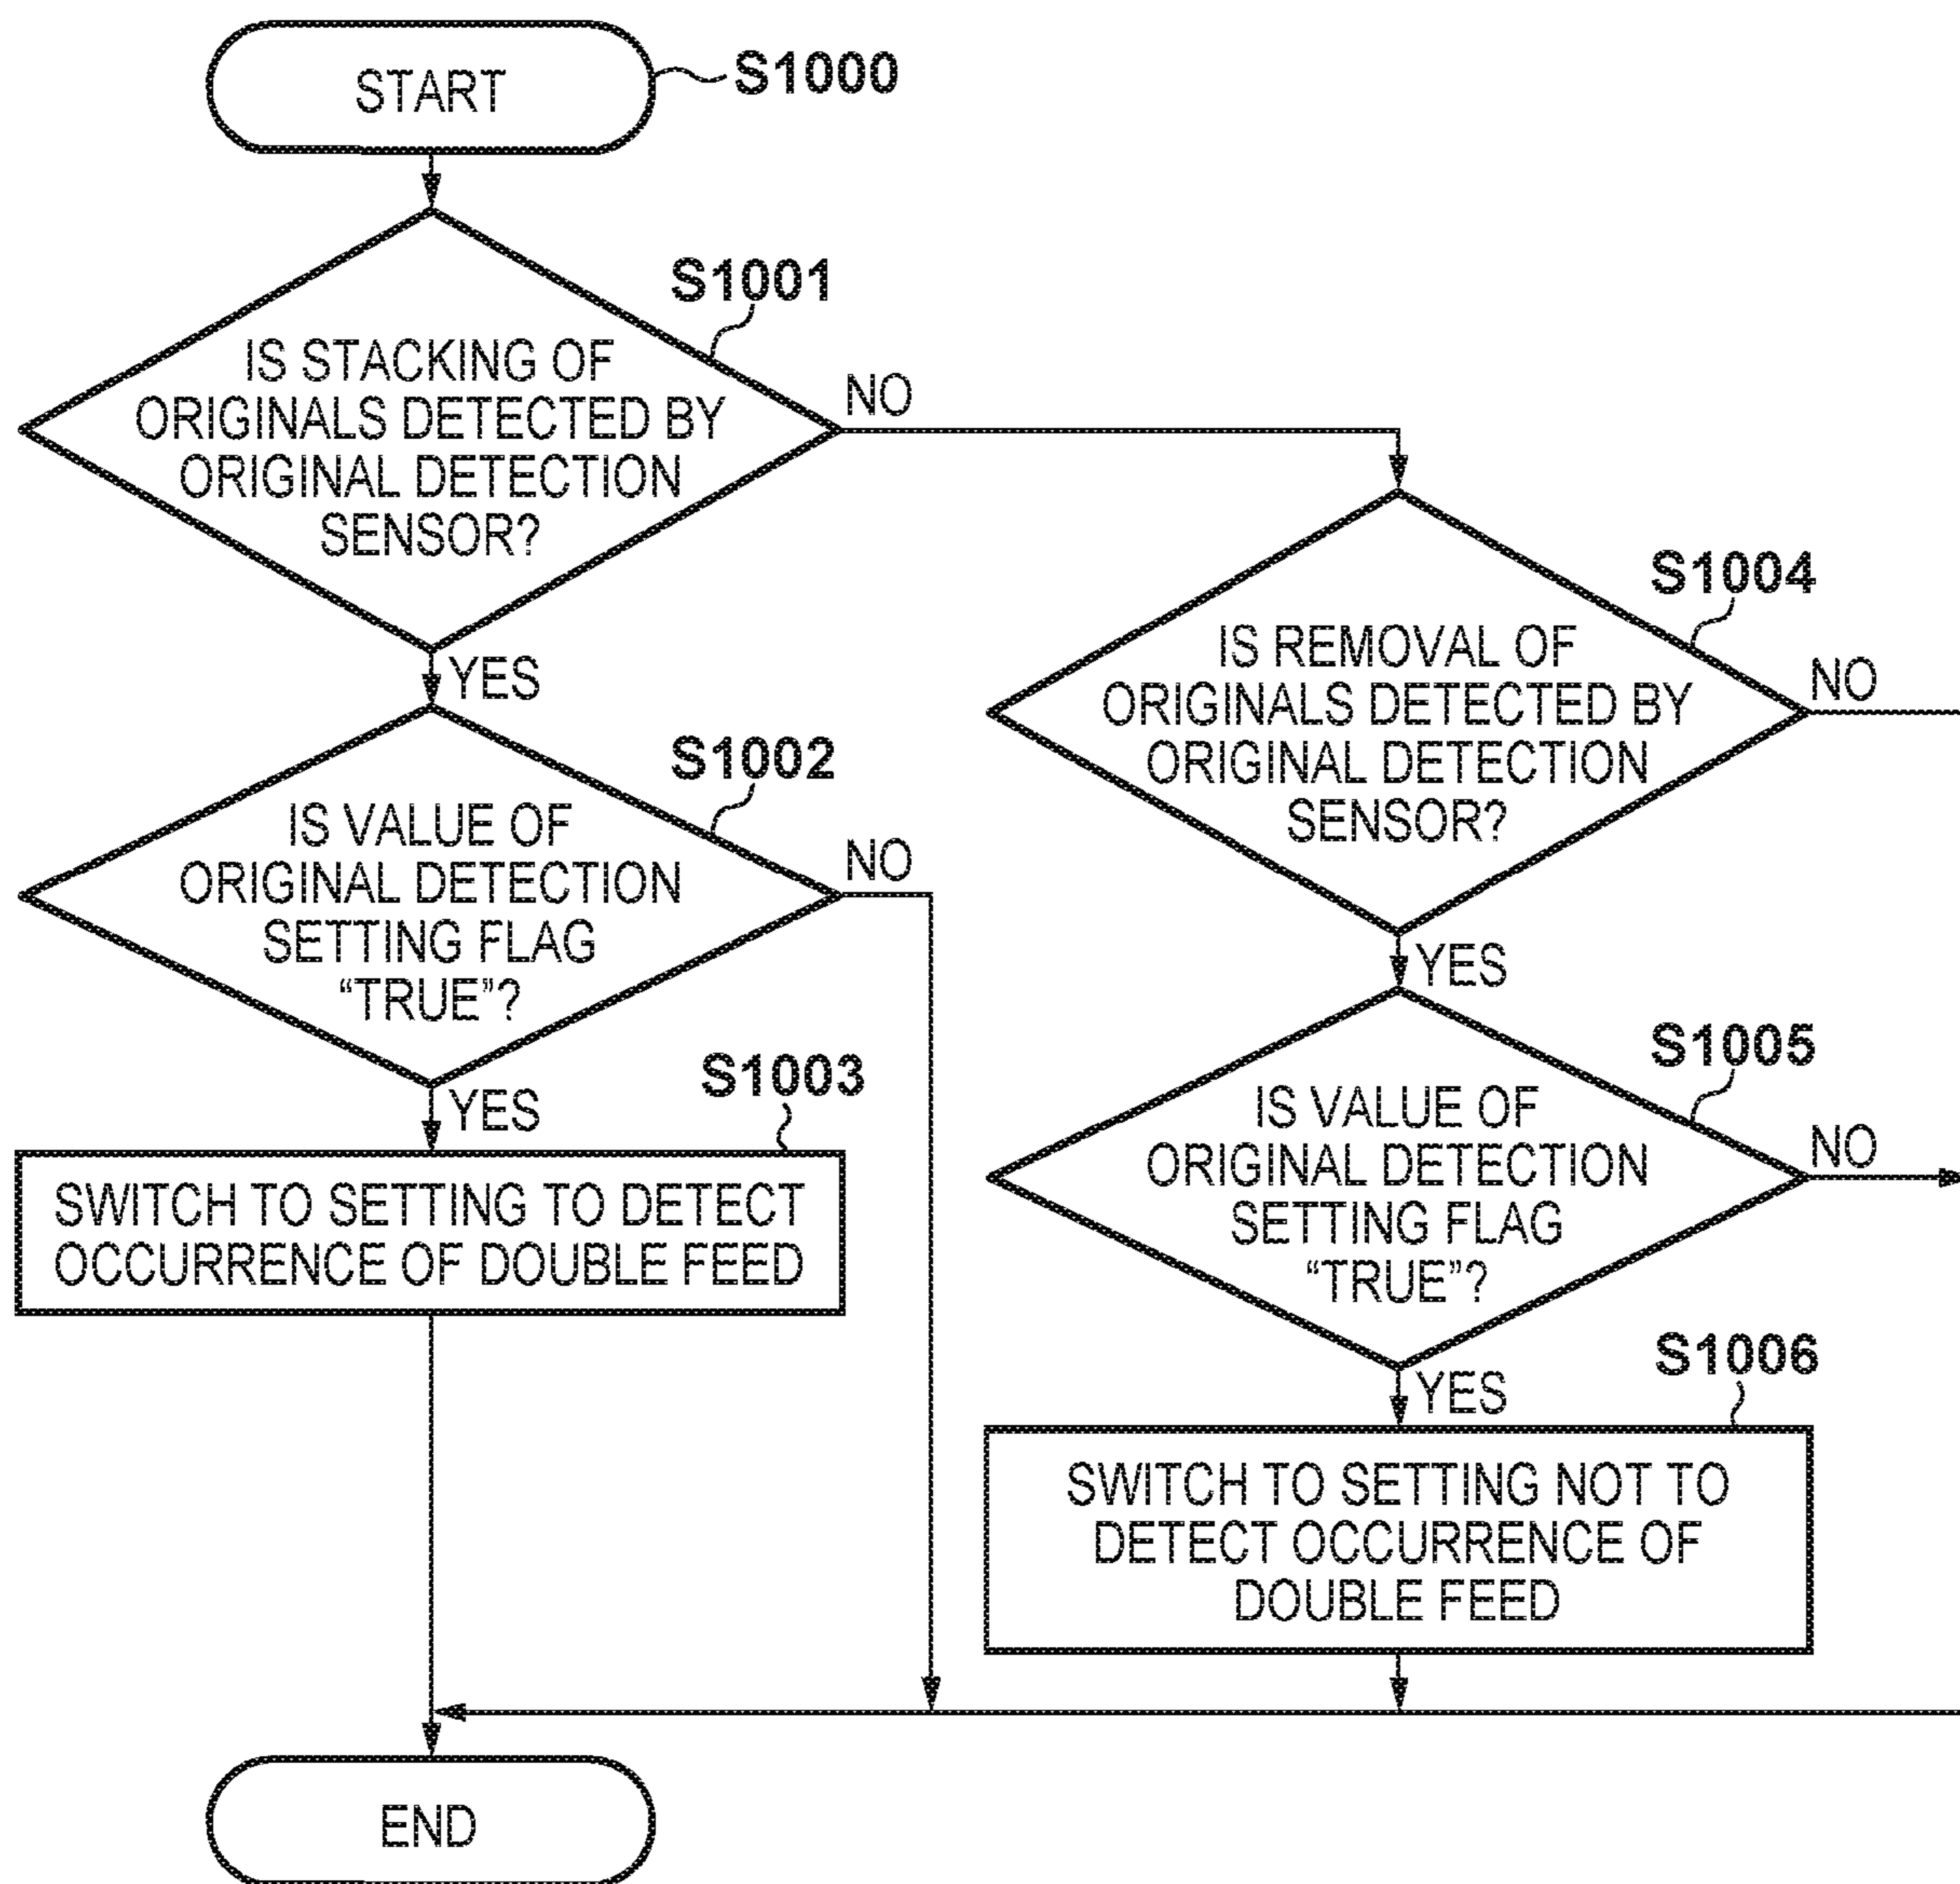 START
S1000
S1001
IS STACKING OF
ORIGINALS DETECTED BY
ORIGINAL DETECTION
SENSOR?
NO
YES
S1002
IS VALUE OF
ORIGINAL DETECTION
SETTING FLAG
“TRUE”?
NO
YES
S1003
SWITCH TO SETTING TO DETECT
OCCURRENCE OF DOUBLE FEED
S1004
IS REMOVAL OF
ORIGINALS DETECTED BY
ORIGINAL DETECTION
SENSOR?
NO
YES
S1005
IS VALUE OF
ORIGINAL DETECTION
SETTING FLAG
“TRUE”?
NO
YES
S1006
SWITCH TO SETTING NOT TO
DETECT OCCURRENCE OF
DOUBLE FEED
END